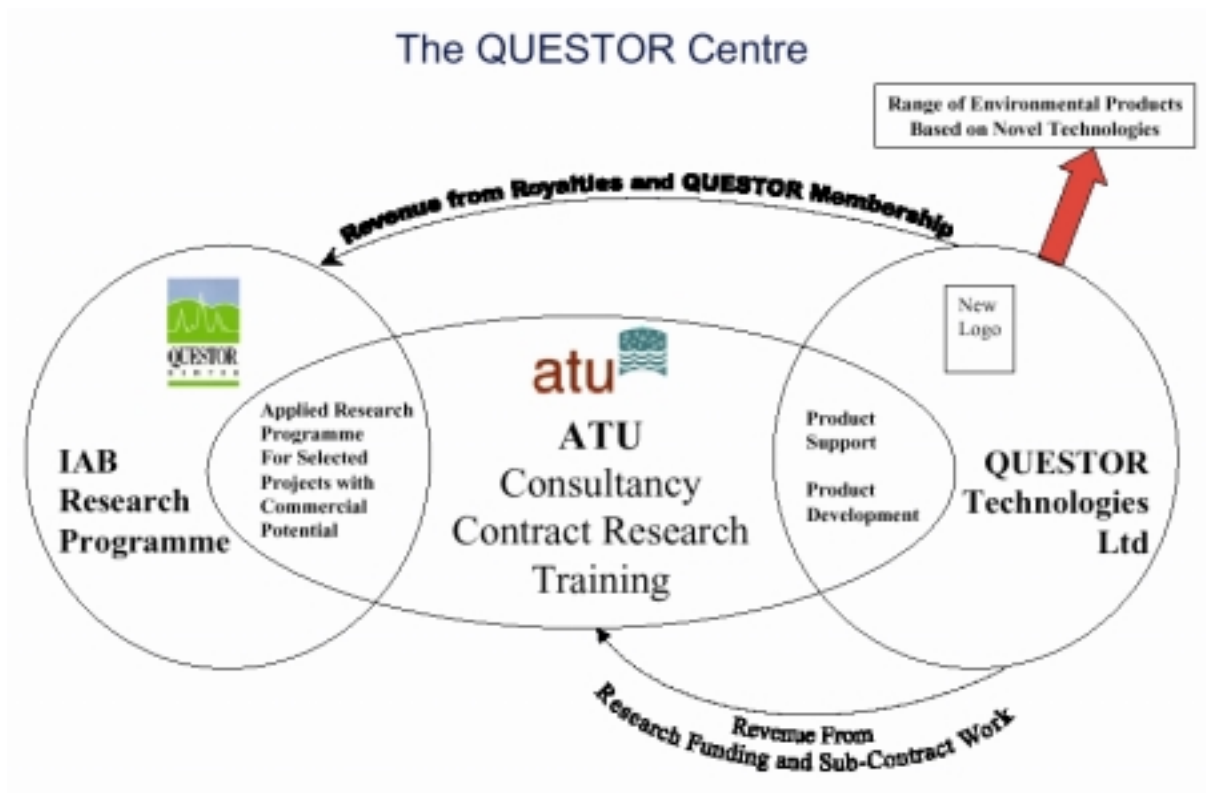 The QUESTOR Centre
Range of Environmental Products
Based on Novel Technologies
Revenue from Royalties and QUESTOR Membership
New
Logo
QUESTOR
CENTRE
atu
Applied Research
Programme
For Selected
Projects with
Commercial
Potential
IAB
Research
Programme
ATU
Consultancy
Contract Research
Training
Product
Support
Product
Development
QUESTOR
Technologies
Ltd
Revenue From
Research Funding and Sub-Contract Work